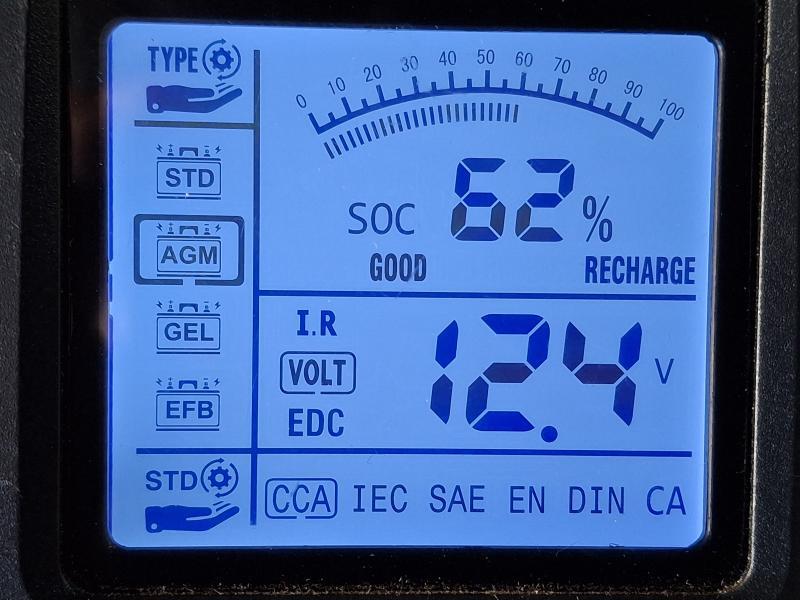 TYPE
STD
AGM
GEL
EFB
STD
0 10 20 30 40 50 60 70 80 90 100
SOC 62 %
GOOD RECHARGE
I.R
VOLT
EDC
12.4 V
CCA IEC SAE EN DIN CA